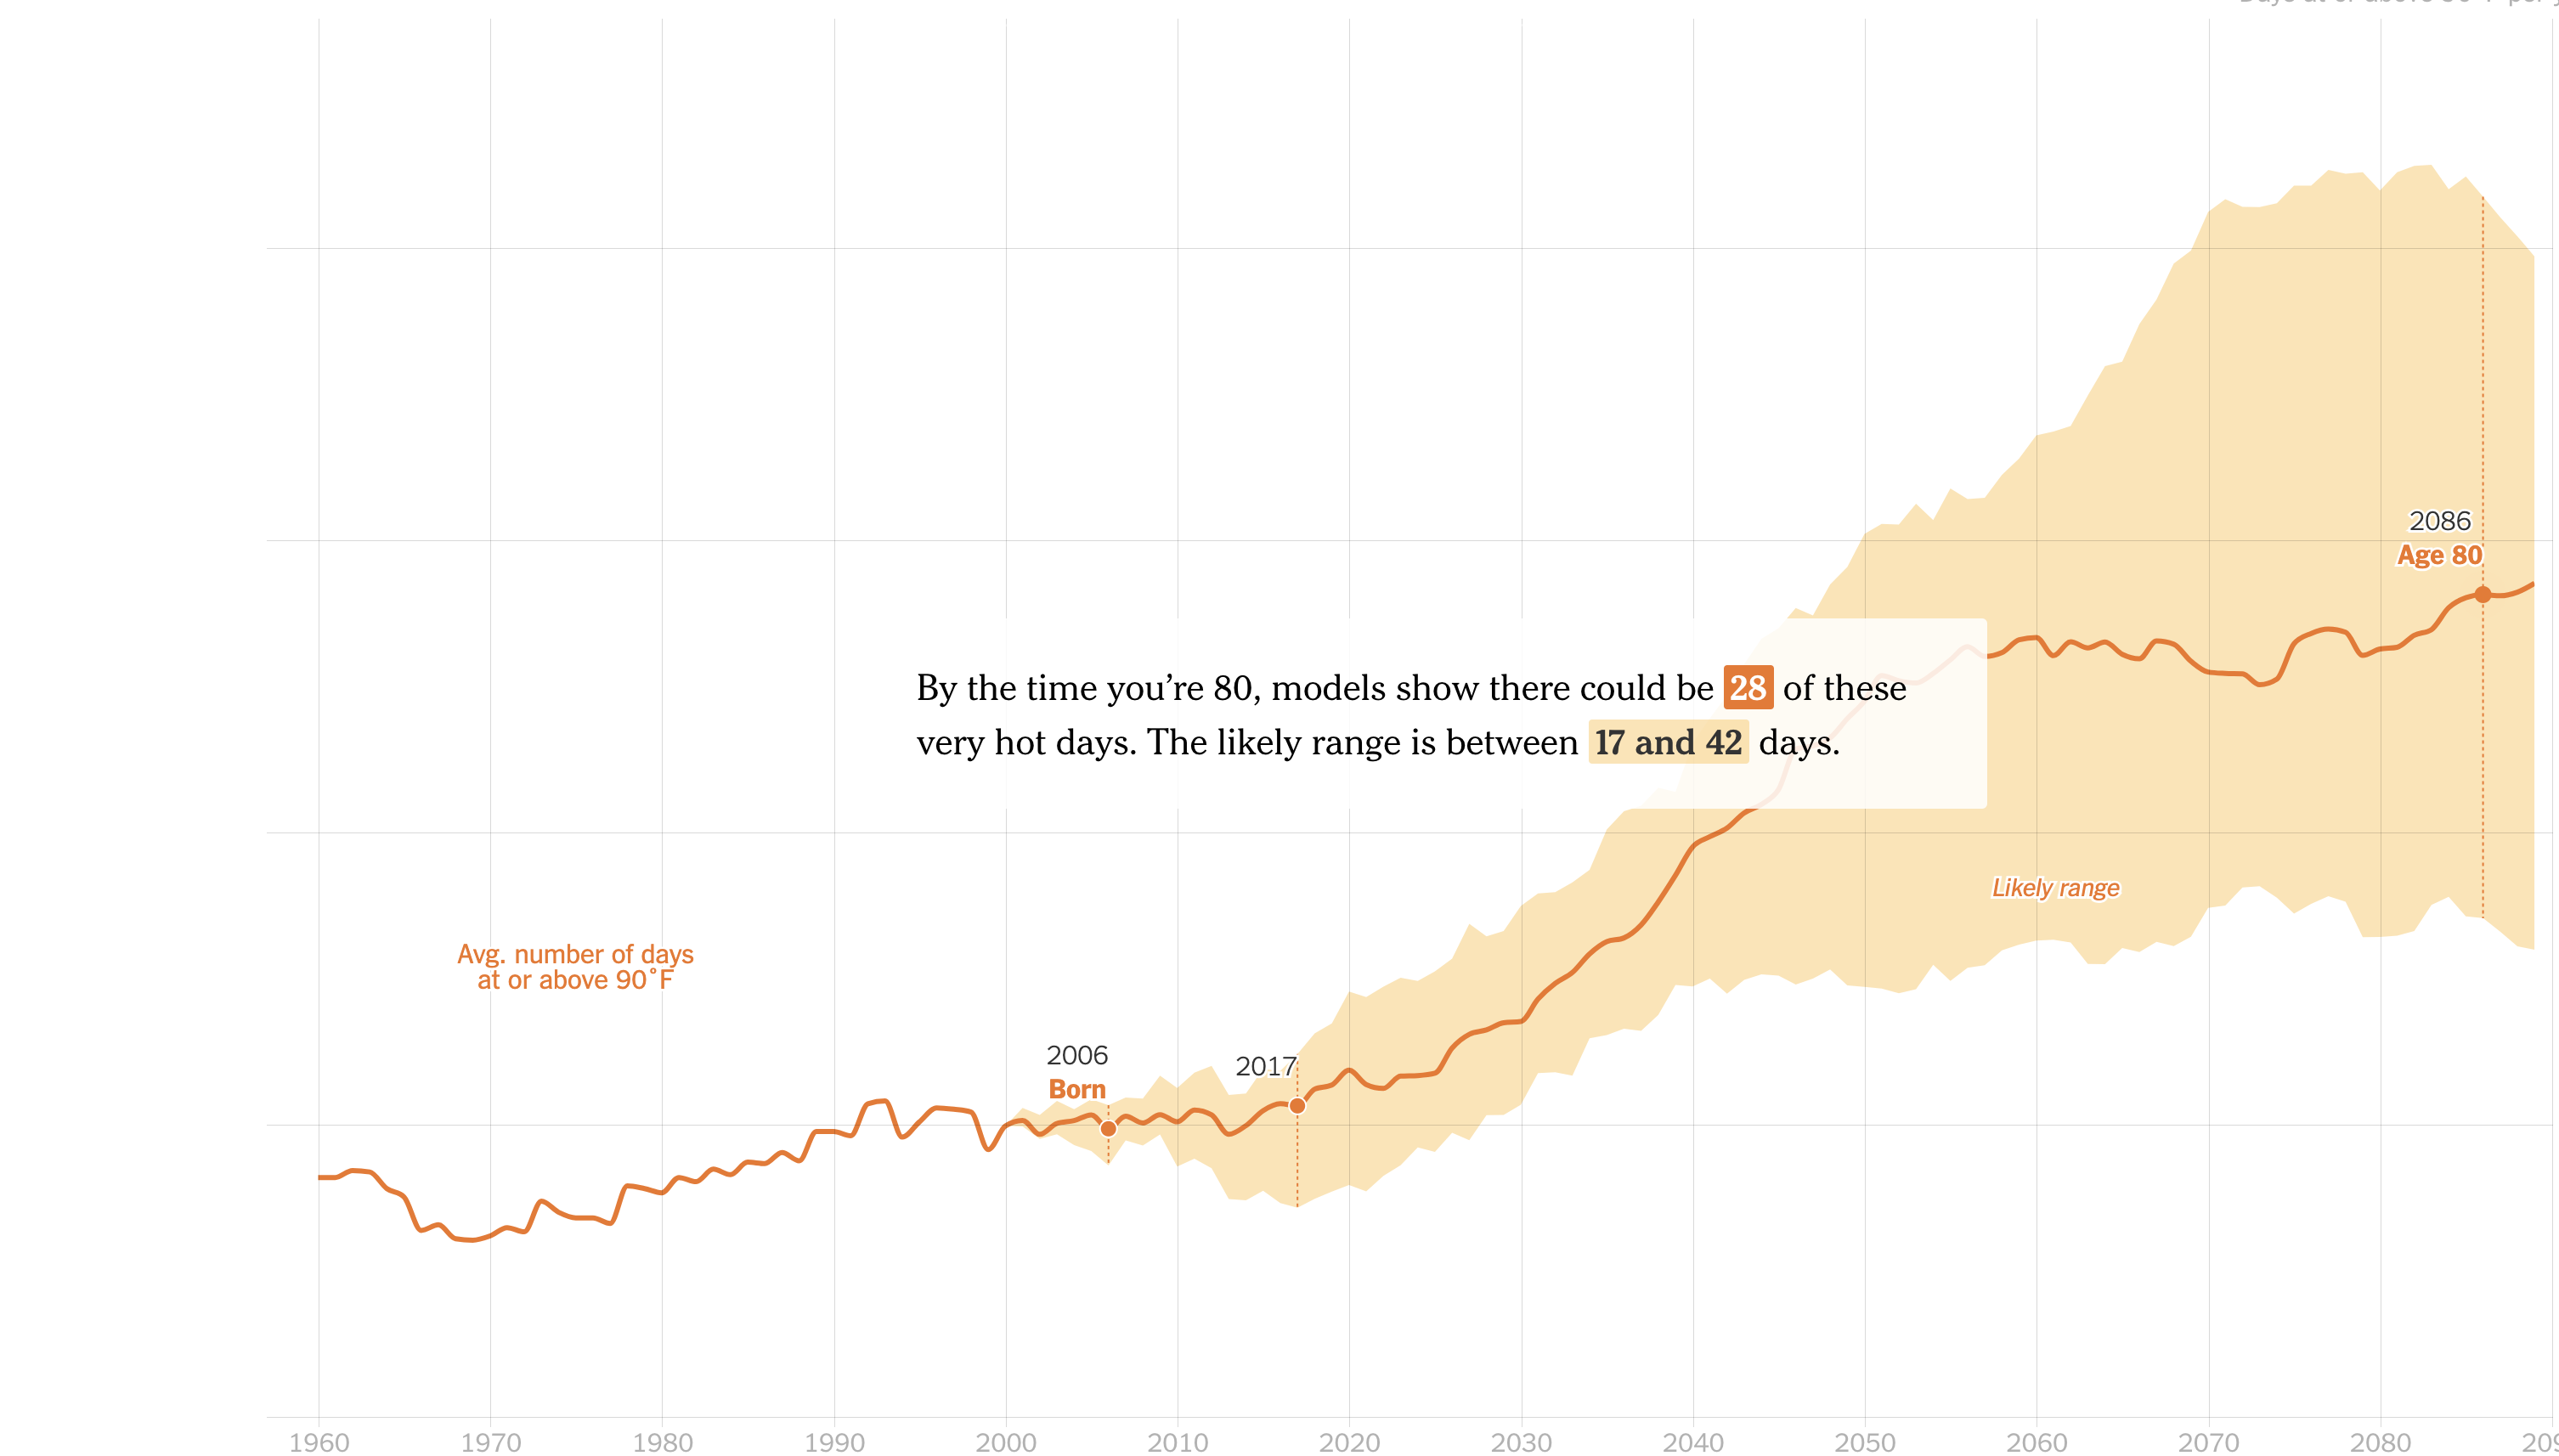 By the time you’re 80, models show there could be 28 of these
very hot days. The likely range is between 17 and 42 days.
2086
Age 80
Likely range
Avg. number of days
at or above 90°F
2006
Born
2017
1960 1970 1980 1990 2000 2010 2020 2030 2040 2050 2060 2070 2080